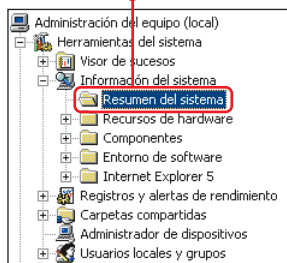 Administración del equipo (local)
Herramientas del sistema
Visor de sucesos
Información del sistema
Resumen del sistema
Recursos de hardware
Componentes
Entorno de software
Internet Explorer 5
Registros y alertas de rendimiento
Carpetas compartidas
Administrador de dispositivos
Usuarios locales y grupos